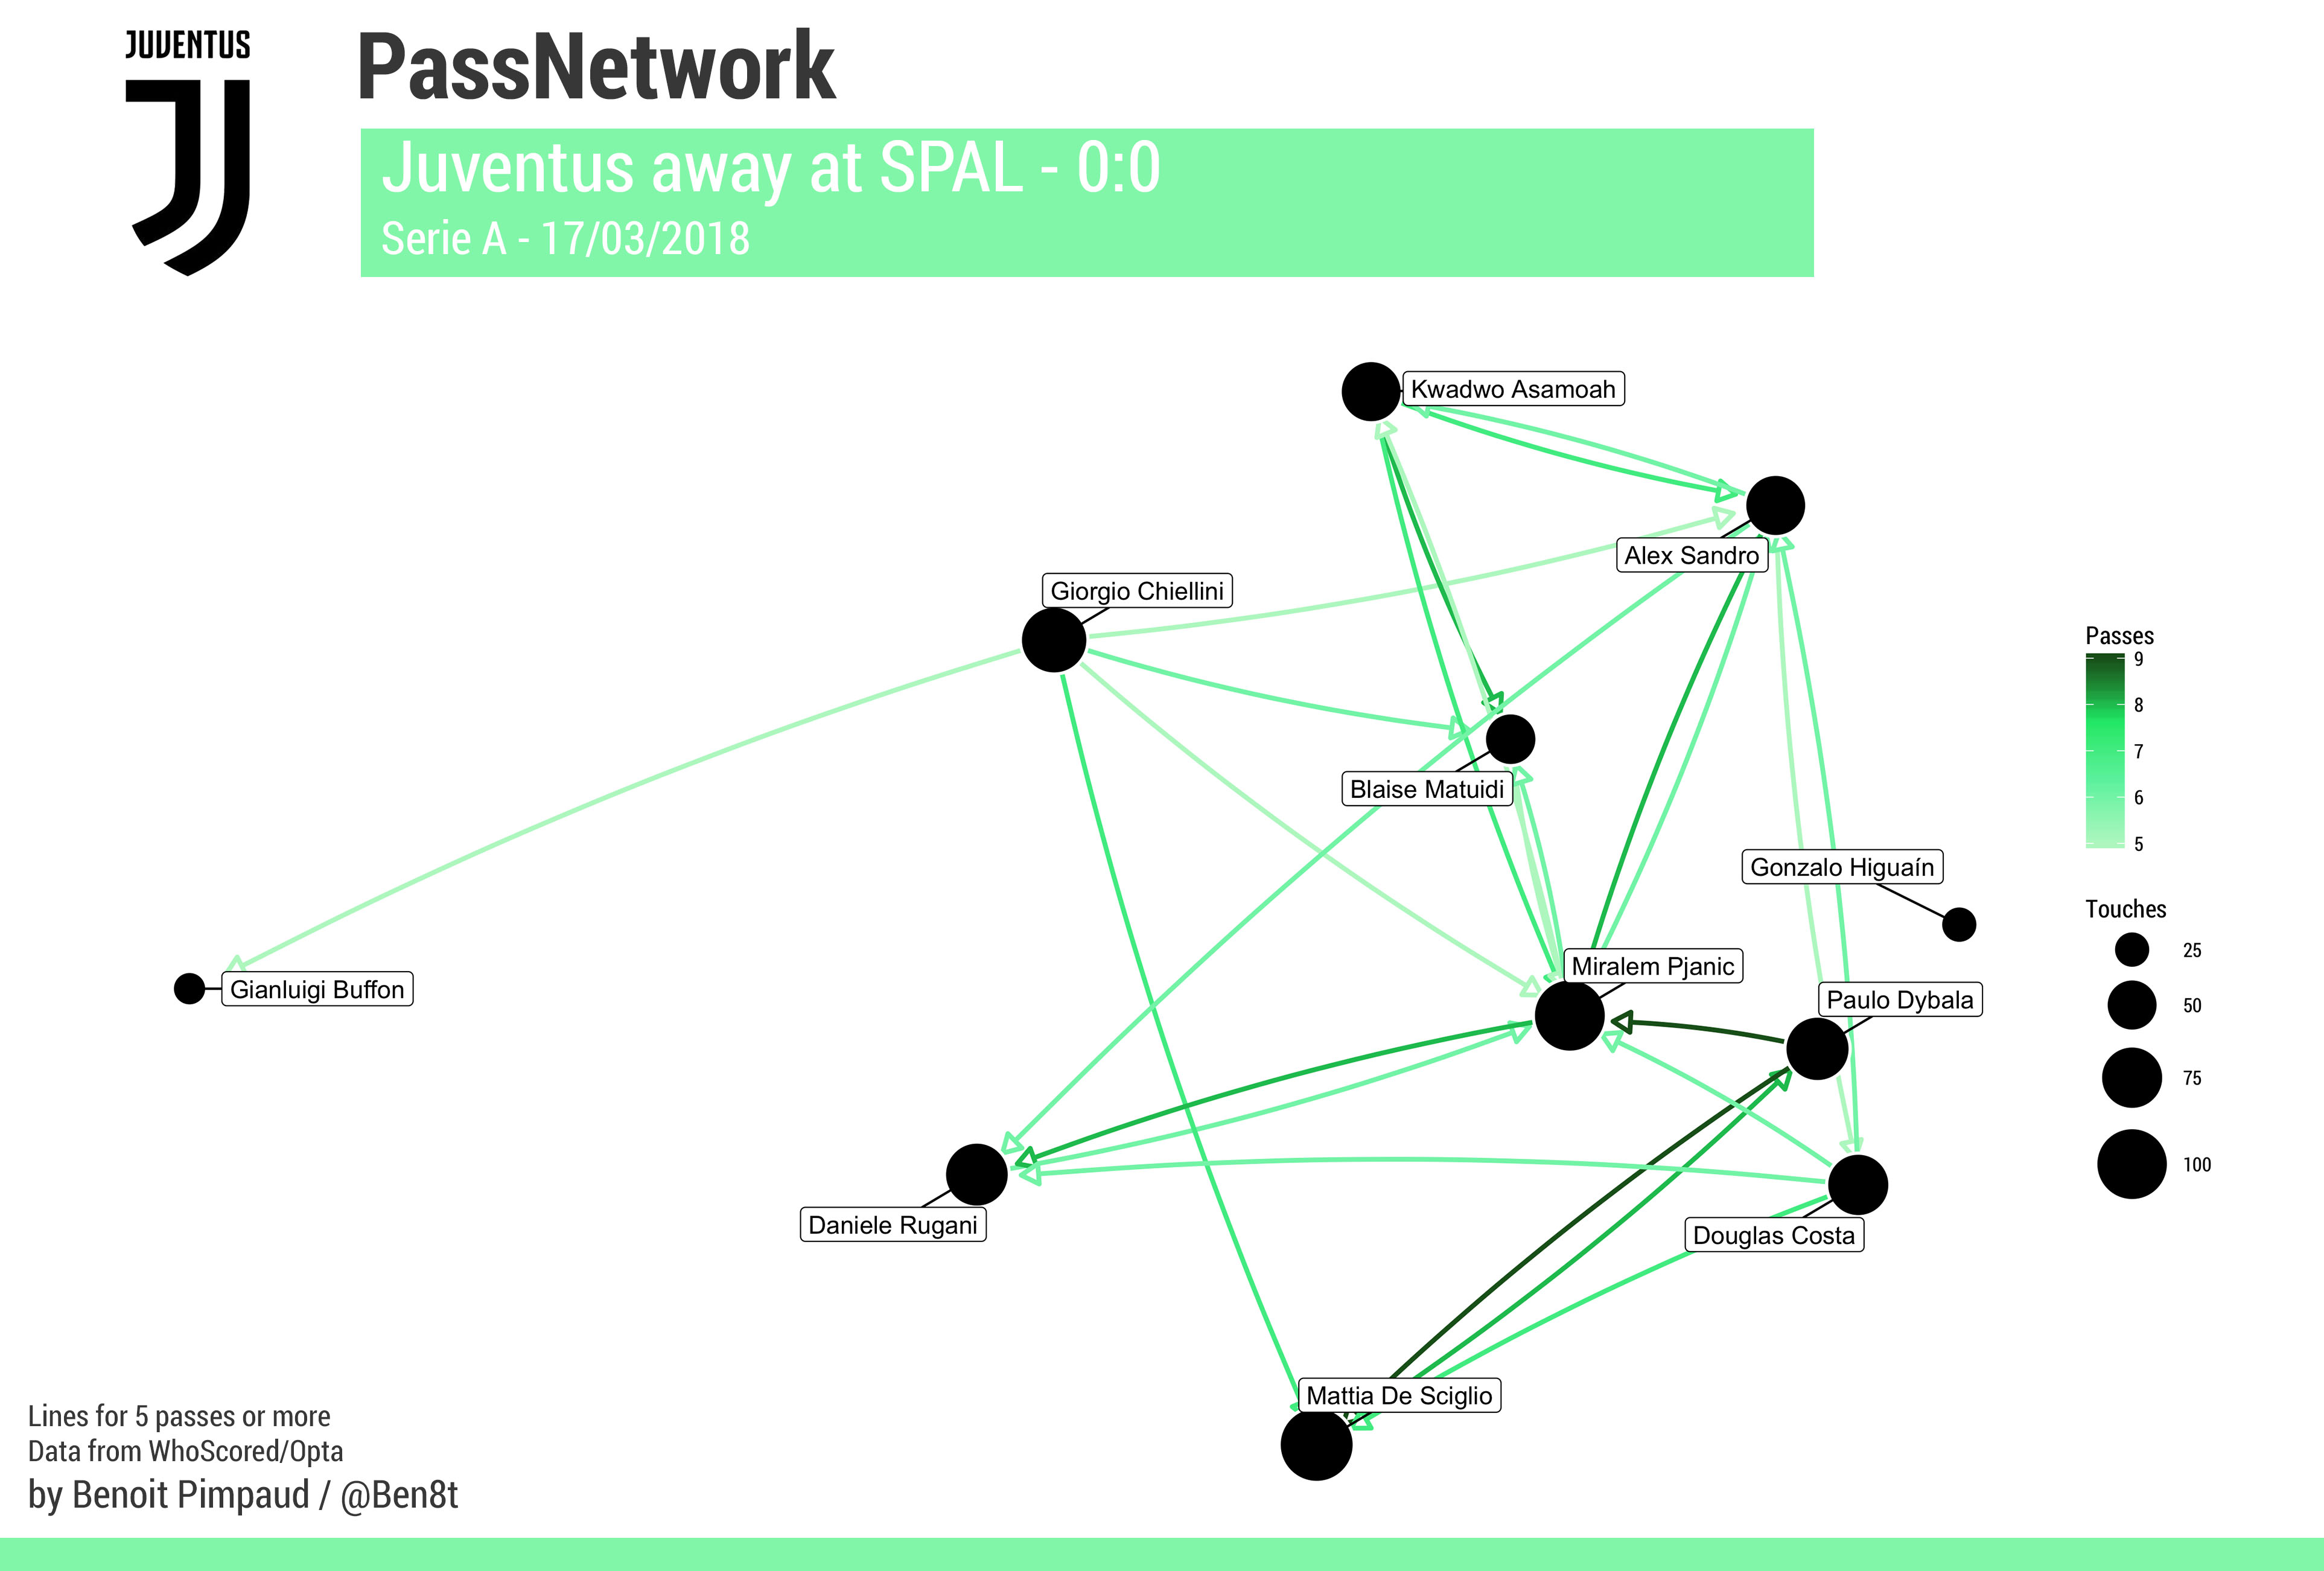 JUVENTUS
PassNetwork
Juventus away at SPAL - 0:0
Serie A - 17/03/2018
Kwadwo Asamoah
Alex Sandro
Giorgio Chiellini
Blaise Matuidi
Gonzalo Higuaín
Miralem Pjanic
Gianluigi Buffon
Paulo Dybala
Daniele Rugani
Douglas Costa
Mattia De Sciglio
Passes
9
8
7
6
5
Touches
25
50
75
100
Lines for 5 passes or more
Data from WhoScored/Opta
by Benoit Pimpaud / @Ben8t